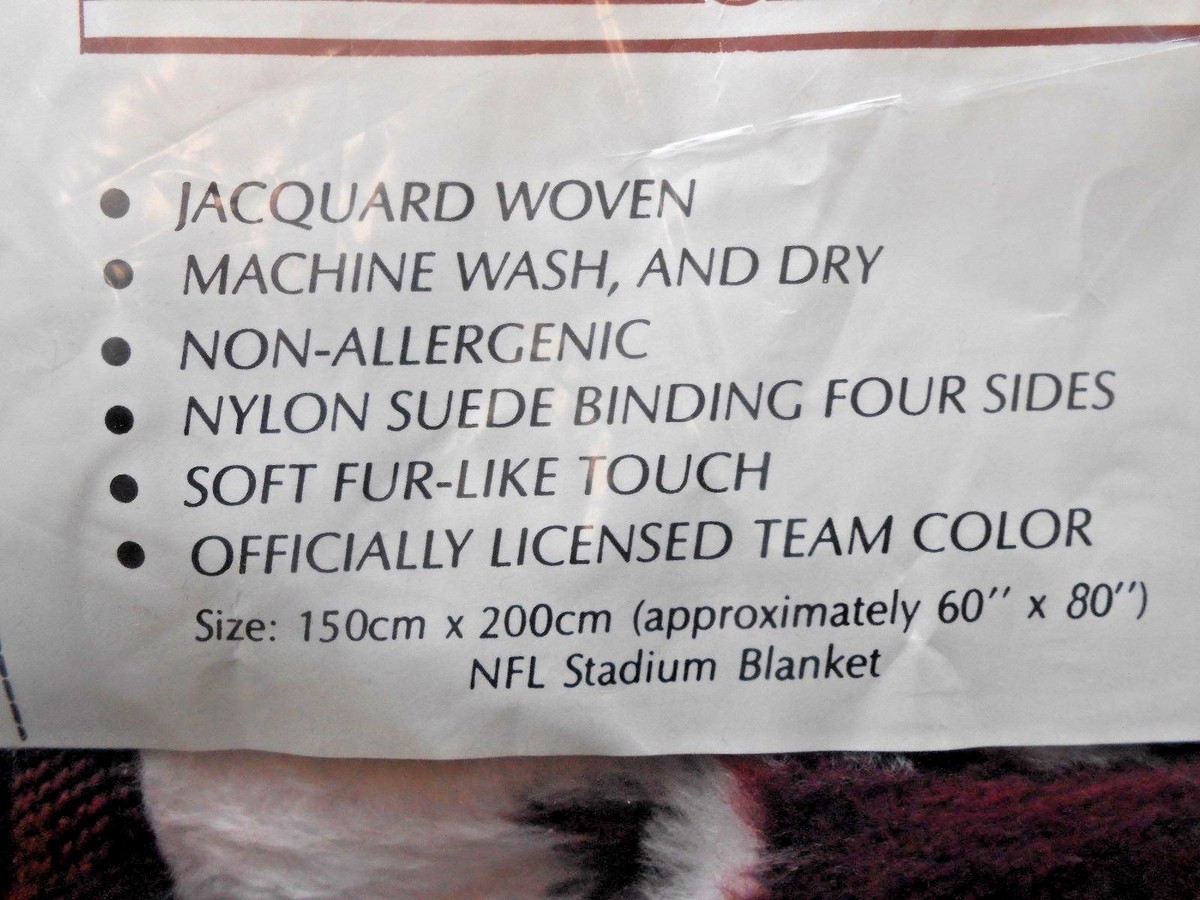 • JACQUARD WOVEN
• MACHINE WASH, AND DRY
• NON-ALLERGENIC
• NYLON SUEDE BINDING FOUR SIDES
• SOFT FUR-LIKE TOUCH
• OFFICIALLY LICENSED TEAM COLOR
Size: 150cm x 200cm (approximately 60'' x 80'')
NFL Stadium Blanket